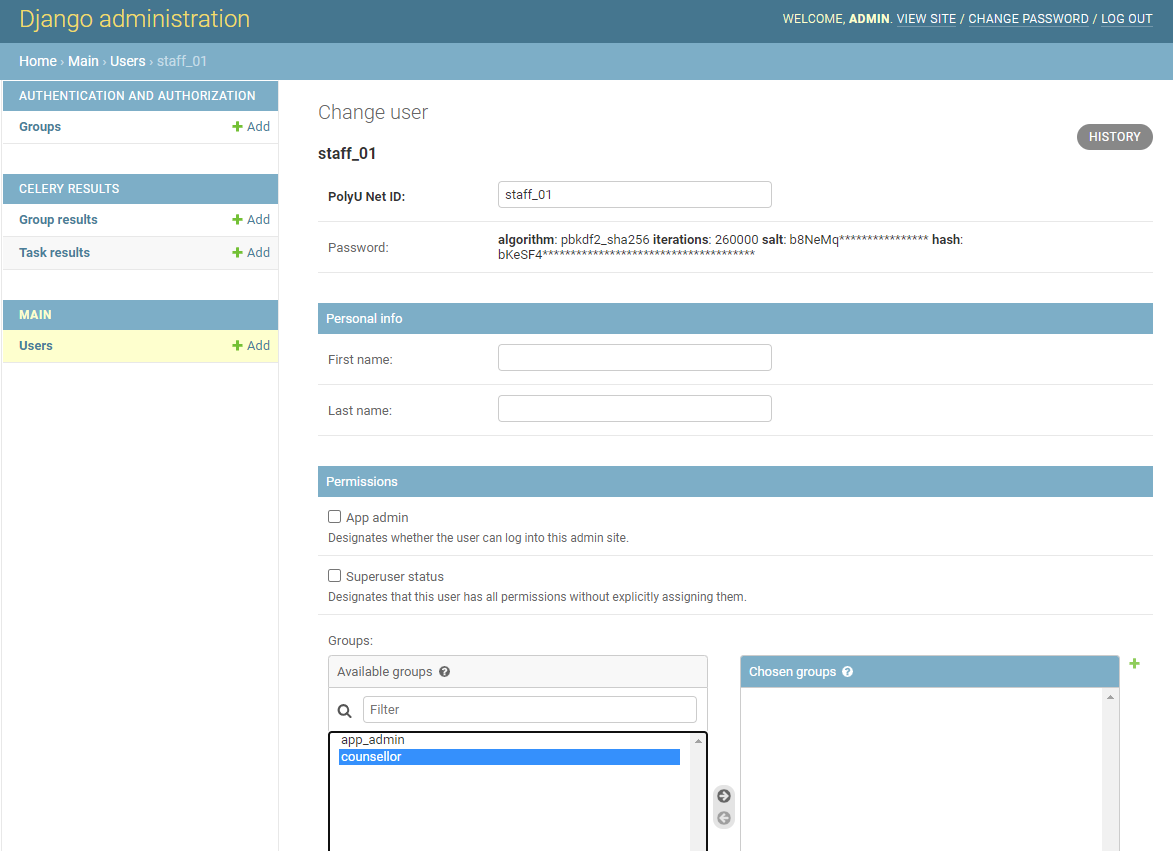 Django administration
WELCOME, ADMIN. VIEW SITE / CHANGE PASSWORD / LOG OUT
Home › Main › Users › staff_01
AUTHENTICATION AND AUTHORIZATION
Groups + Add
CELERY RESULTS
Group results + Add
Task results + Add
MAIN
Users + Add
Change user
HISTORY
staff_01
PolyU Net ID: staff_01
Password: algorithm: pbkdf2_sha256 iterations: 260000 salt: b8NeMq**************** hash:
bKeSF4**************************************
Personal info
First name:
Last name:
Permissions
App admin
Designates whether the user can log into this admin site.
Superuser status
Designates that this user has all permissions without explicitly assigning them.
Groups:
Available groups ?
Filter
app_admin
counsellor
Chosen groups ?